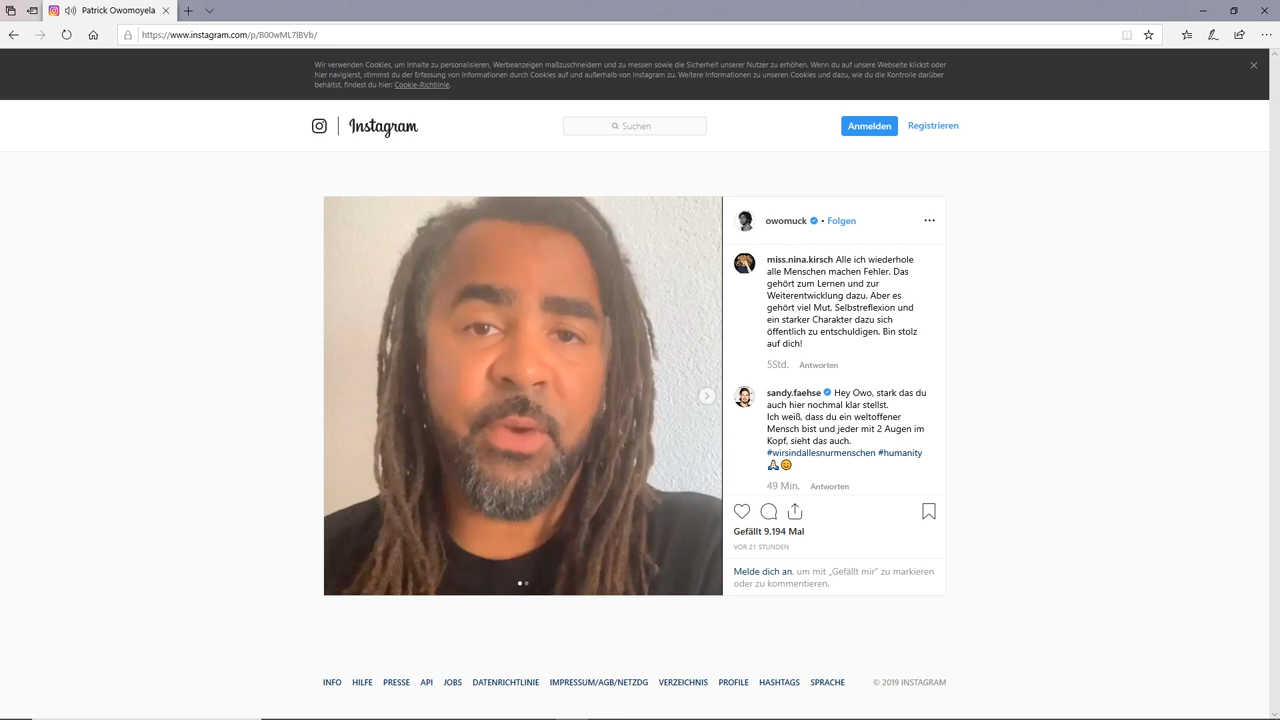 Patrick Owomoyela
https://www.instagram.com/p/B00wML7lBVb/
Wir verwenden Cookies, um Inhalte zu personalisieren, Werbeanzeigen maßzuschneidern und zu messen sowie die Sicherheit unserer Nutzer zu erhöhen. Wenn du auf unsere Webseite klickst oder
hier navigierst, stimmst du der Erfassung von Informationen durch Cookies auf und außerhalb von Instagram zu. Weitere Informationen zu unseren Cookies und dazu, wie du die Kontrolle darüber
behältst, findest du hier: Cookie-Richtlinie.
Instagram
Suchen
Anmelden
Registrieren
owomuck • Folgen
miss.nina.kirsch Alle ich wiederhole
alle Menschen machen Fehler. Das
gehört zum Lernen und zur
Weiterentwicklung dazu. Aber es
gehört viel Mut, Selbstreflexion und
ein starker Charakter dazu sich
öffentlich zu entschuldigen. Bin stolz
auf dich!
5Std. Antworten
sandy.faehse Hey Owo, stark das du
auch hier nochmal klar stellst.
Ich weiß, dass du ein weltoffener
Mensch bist und jeder mit 2 Augen im
Kopf, sieht das auch.
#wirsindallesnurmenschen #humanity
🙏😊
49 Min. Antworten
Gefällt 9.194 Mal
VOR 21 STUNDEN
Melde dich an, um mit „Gefällt mir“ zu markieren
oder zu kommentieren.
INFO HILFE PRESSE API JOBS DATENRICHTLINIE IMPRESSUM/AGB/NETZDG VERZEICHNIS PROFILE HASHTAGS SPRACHE © 2019 INSTAGRAM